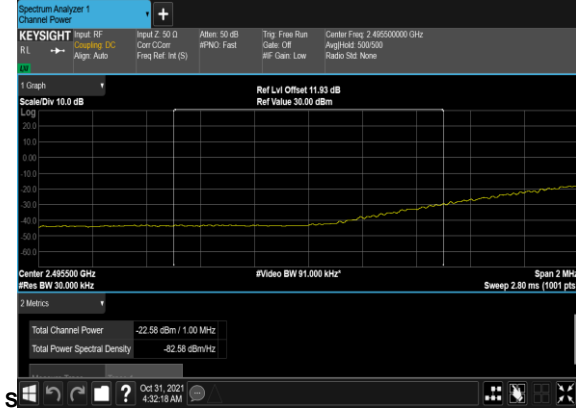 Spectrum Analyzer 1
Channel Power
+
KEYSIGHT Input: RF Input Z: 50 Ω Atten: 50 dB Trig: Free Run Center Freq: 2.495500000 GHz
RL Coupling: DC Corr CCorr #PNO: Fast Gate: Off Avg|Hold: 500/500
Align: Auto Freq Ref: Int (S) #IF Gain: Low Radio Std: None
1 Graph
Ref Lvl Offset 11.93 dB
Scale/Div 10.0 dB Ref Value 30.00 dBm
Log
20.0
10.0
0.00
-10.0
-20.0
-30.0
-40.0
-50.0
-60.0
Center 2.495500 GHz #Video BW 91.000 kHz* Span 2 MHz
#Res BW 30.000 kHz Sweep 2.80 ms (1001 pts
2 Metrics
Total Channel Power -22.58 dBm / 1.00 MHz
Total Power Spectral Density -82.58 dBm/Hz
S
? Oct 31, 2021
4:32:18 AM